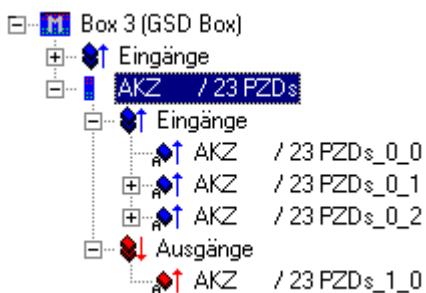 Box 3 (GSD Box)
Eingänge
AKZ / 23 PZDs
Eingänge
AKZ / 23 PZDs_0_0
AKZ / 23 PZDs_0_1
AKZ / 23 PZDs_0_2
Ausgänge
AKZ / 23 PZDs_1_0